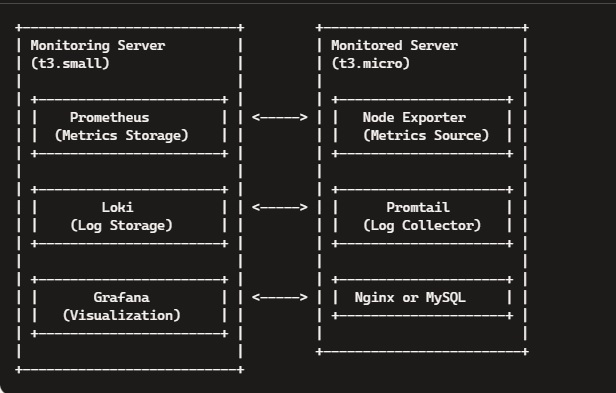 Monitoring Server
(t3.small)
Monitored Server
(t3.micro)
Prometheus
(Metrics Storage)
<----->
Node Exporter
(Metrics Source)
Loki
(Log Storage)
<----->
Promtail
(Log Collector)
Grafana
(Visualization)
<----->
Nginx or MySQL